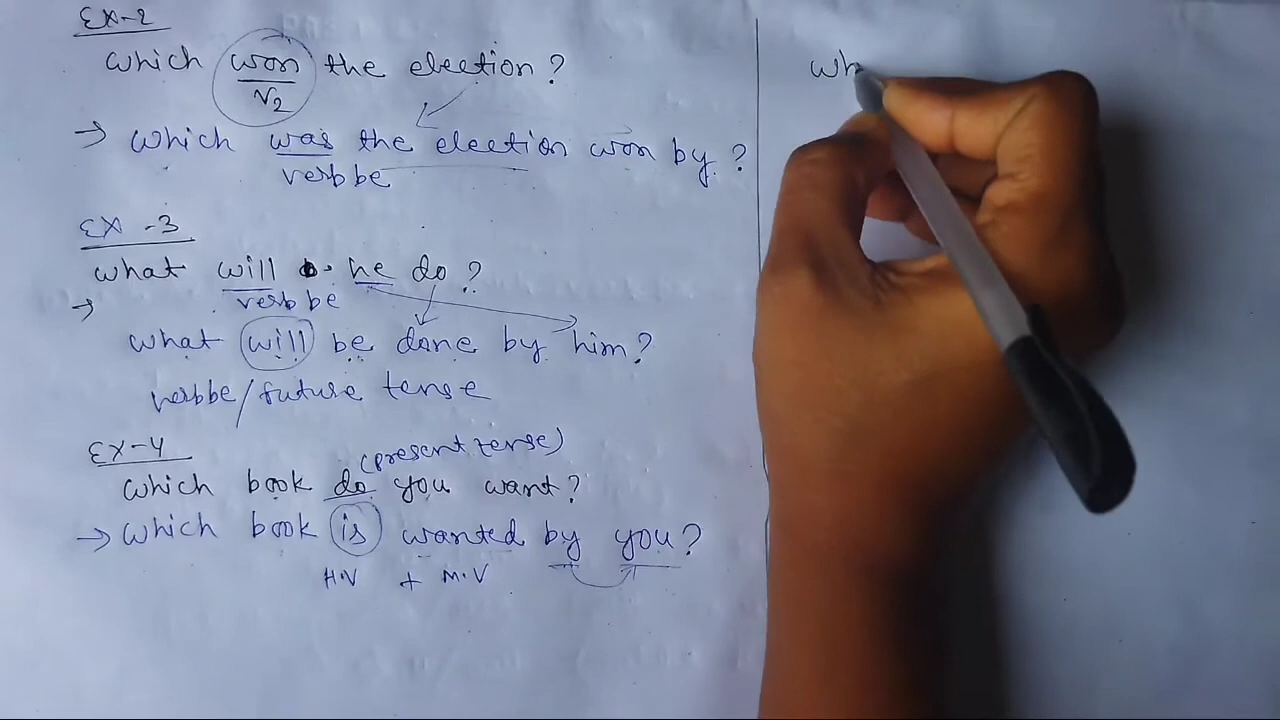 EX-2
Which won the election?
V2
→ Which was the election won by?
verb be
EX -3
What will he do?
→ verb be
What will be done by him?
verb be/future tense
EX-4
(present tense)
Which book do you want?
→ Which book is wanted by you?
H.V + M.V
Wh